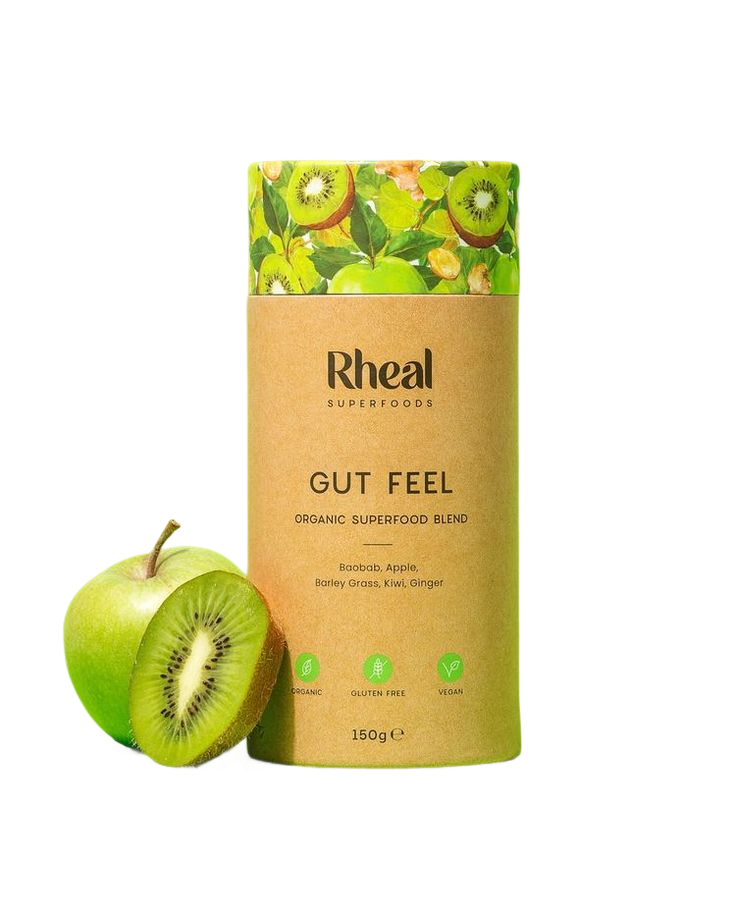 Rheal
SUPERFOODS
GUT FEEL
ORGANIC SUPERFOOD BLEND
Baobab, Apple,
Barley Grass, Kiwi, Ginger
ORGANIC GLUTEN FREE VEGAN
150g ℮